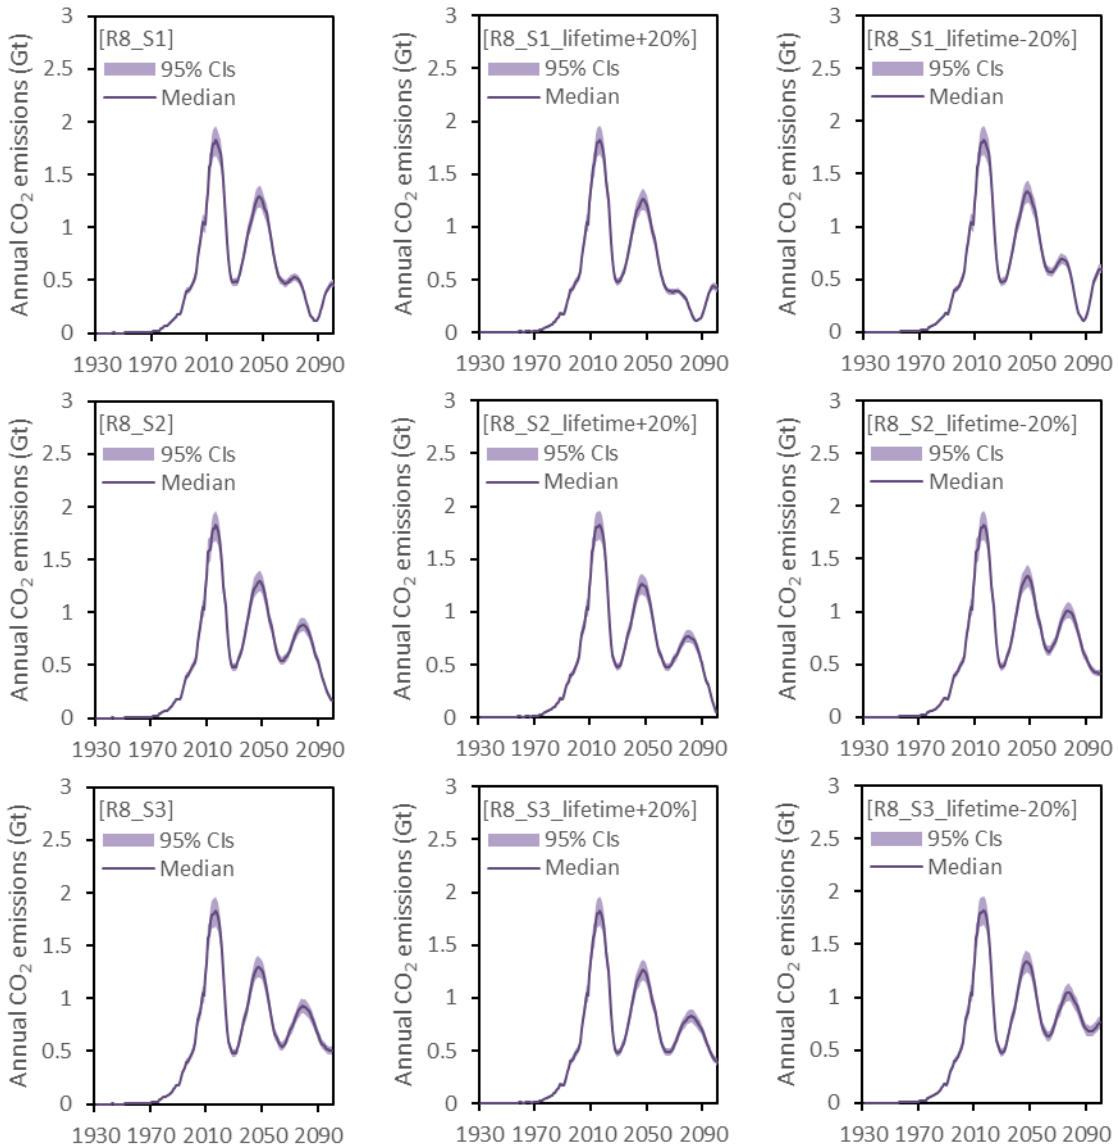 [R8_S1]
95% CIs
Median
Annual CO₂ emissions (Gt)
3
2.5
2
1.5
1
0.5
0
1930 1970 2010 2050 2090
[R8_S1_lifetime+20%]
95% CIs
Median
Annual CO₂ emissions (Gt)
3
2.5
2
1.5
1
0.5
0
1930 1970 2010 2050 2090
[R8_S1_lifetime-20%]
95% CIs
Median
Annual CO₂ emissions (Gt)
3
2.5
2
1.5
1
0.5
0
1930 1970 2010 2050 2090
[R8_S2]
95% CIs
Median
Annual CO₂ emissions (Gt)
3
2.5
2
1.5
1
0.5
0
1930 1970 2010 2050 2090
[R8_S2_lifetime+20%]
95% CIs
Median
Annual CO₂ emissions (Gt)
3
2.5
2
1.5
1
0.5
0
1930 1970 2010 2050 2090
[R8_S2_lifetime-20%]
95% CIs
Median
Annual CO₂ emissions (Gt)
3
2.5
2
1.5
1
0.5
0
1930 1970 2010 2050 2090
[R8_S3]
95% CIs
Median
Annual CO₂ emissions (Gt)
3
2.5
2
1.5
1
0.5
0
1930 1970 2010 2050 2090
[R8_S3_lifetime+20%]
95% CIs
Median
Annual CO₂ emissions (Gt)
3
2.5
2
1.5
1
0.5
0
1930 1970 2010 2050 2090
[R8_S3_lifetime-20%]
95% CIs
Median
Annual CO₂ emissions (Gt)
3
2.5
2
1.5
1
0.5
0
1930 1970 2010 2050 2090